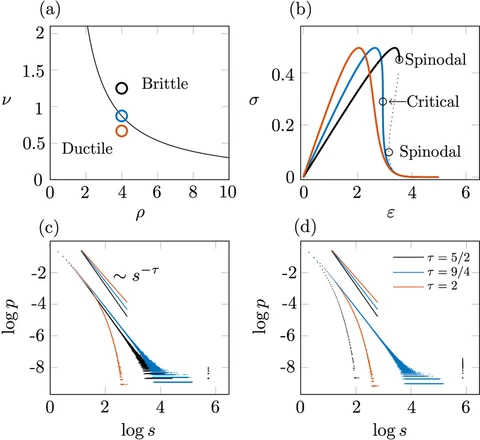 (a)
2
1.5
ν
1
0.5
0
Brittle
Ductile
0 2 4 6 8 10
ρ
(b)
0.4
σ
0.2
0
Spinodal
Critical
Spinodal
0 2 4 6
ε
(c)
-2
-4
-6
-8
log p
~ s^{-τ}
0 2 4 6
log s
(d)
-2
-4
-6
-8
log p
τ = 5/2
τ = 9/4
τ = 2
0 2 4 6
log s